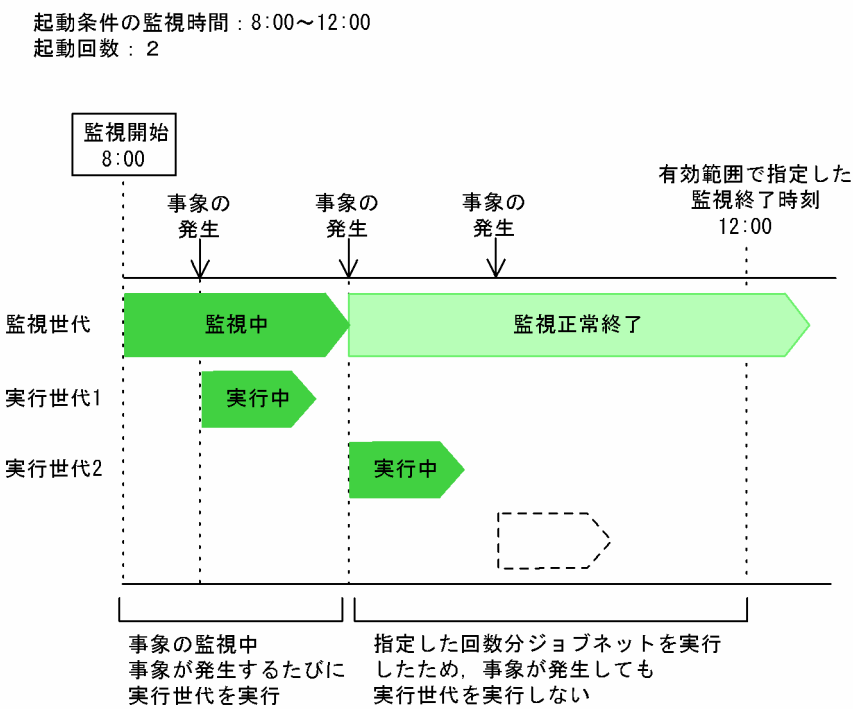 起動条件の監視時間：8:00～12:00
起動回数：２
監視開始
8:00
有効範囲で指定した
監視終了時刻
12:00
事象の
発生
事象の
発生
事象の
発生
監視世代
監視中
監視正常終了
実行世代1
実行中
実行世代2
実行中
事象の監視中
事象が発生するたびに
実行世代を実行
指定した回数分ジョブネットを実行
したため，事象が発生しても
実行世代を実行しない